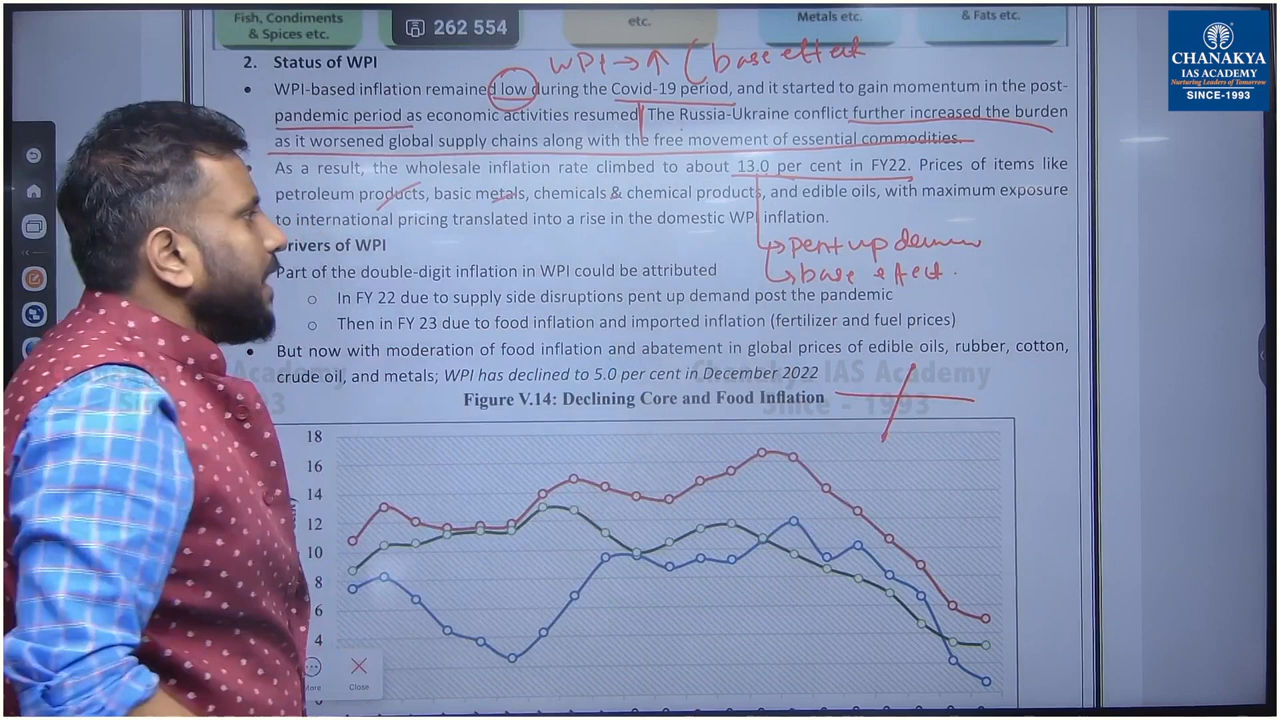 Fish, Condiments
& Spices etc.
262 554
etc.
Metals etc.
& Fats etc.
CHANAKYA
IAS ACADEMY
Nurturing Leaders of Tomorrow
SINCE-1993
2. Status of WPI
WPI → ↑ ( base effect
• WPI-based inflation remained low during the Covid-19 period, and it started to gain momentum in the post-
pandemic period as economic activities resumed The Russia-Ukraine conflict further increased the burden
as it worsened global supply chains along with the free movement of essential commodities.
As a result, the wholesale inflation rate climbed to about 13.0 per cent in FY22. Prices of items like
petroleum products, basic metals, chemicals & chemical products, and edible oils, with maximum exposure
to international pricing translated into a rise in the domestic WPI inflation.
→ pent up
→ base effect.
Drivers of WPI
Part of the double-digit inflation in WPI could be attributed
○ In FY 22 due to supply side disruptions pent up demand post the pandemic
○ Then in FY 23 due to food inflation and imported inflation (fertilizer and fuel prices)
• But now with moderation of food inflation and abatement in global prices of edible oils, rubber, cotton,
crude oil, and metals; WPI has declined to 5.0 per cent in December 2022
Chanakya IAS Academy
Since - 1993
Figure V.14: Declining Core and Food Inflation
18
16
14
12
10
8
6
4
Close